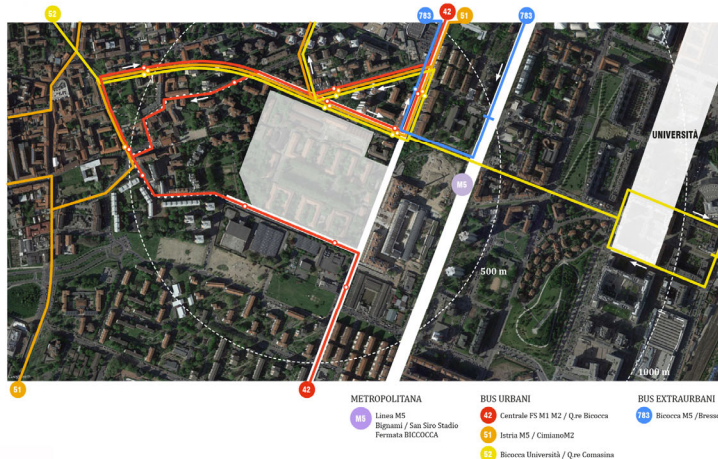 52
783
42
51
783
UNIVERSITÀ
M5
500 m
1000 m
51
42
METROPOLITANA
M5 Linea M5
Bignami / San Siro Stadio
Fermata BICCOCCA
BUS URBANI
42 Centrale FS M1 M2 / Q.re Bicocca
51 Istria M5 / CimianoM2
52 Bicocca Università / Q.re Comasina
BUS EXTRAURBANI
783 Bicocca M5 /Bresso